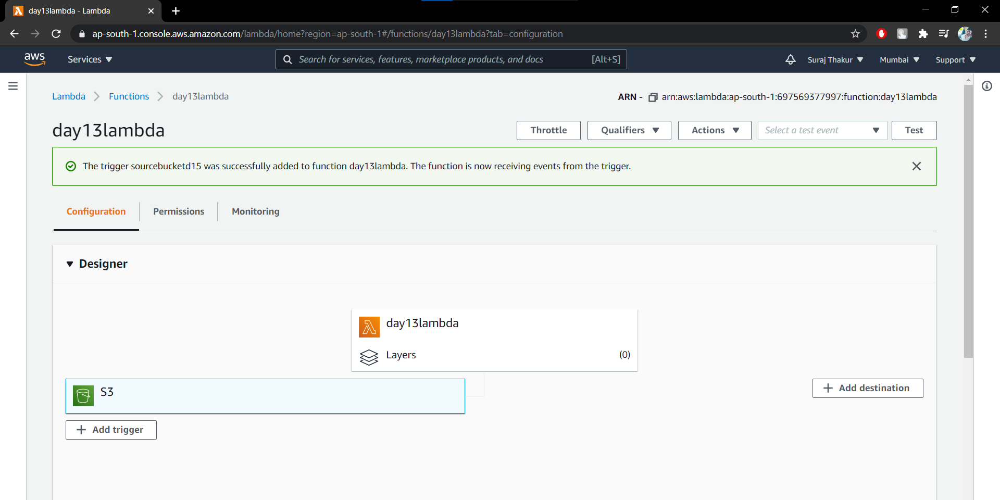 day13lambda - Lambda
ap-south-1.console.aws.amazon.com/lambda/home?region=ap-south-1#/functions/day13lambda?tab=configuration
aws
Services
Search for services, features, marketplace products, and docs
[Alt+S]
Suraj Thakur
Mumbai
Support
Lambda
Functions
day13lambda
ARN - arn:aws:lambda:ap-south-1:697569377997:function:day13lambda
day13lambda
Throttle
Qualifiers
Actions
Select a test event
Test
The trigger sourcebucketd15 was successfully added to function day13lambda. The function is now receiving events from the trigger.
Configuration
Permissions
Monitoring
Designer
day13lambda
Layers
(0)
S3
Add destination
Add trigger